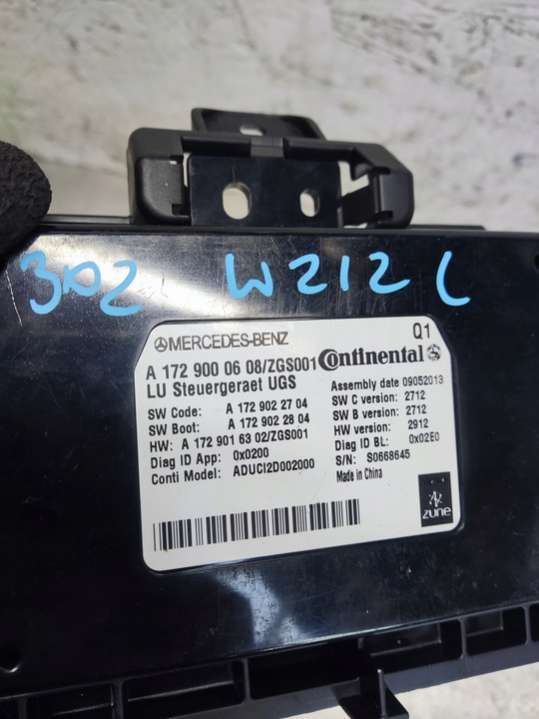 302 W212 C
MERCEDES-BENZ Q1
A 172 900 06 08/ZGS001 Continental
LU Steuergeraet UGS
Assembly date 09052013
SW Code: A 172 902 27 04
SW C version: 2712
SW Boot: A 172 902 28 04
SW B version: 2712
HW: A 172 901 63 02/ZGS001
HW version: 2912
Diag ID App: 0x0200
Diag ID BL: 0x02E0
Conti Model: ADUCI2D002000
S/N: S0668645
Made in China
zune